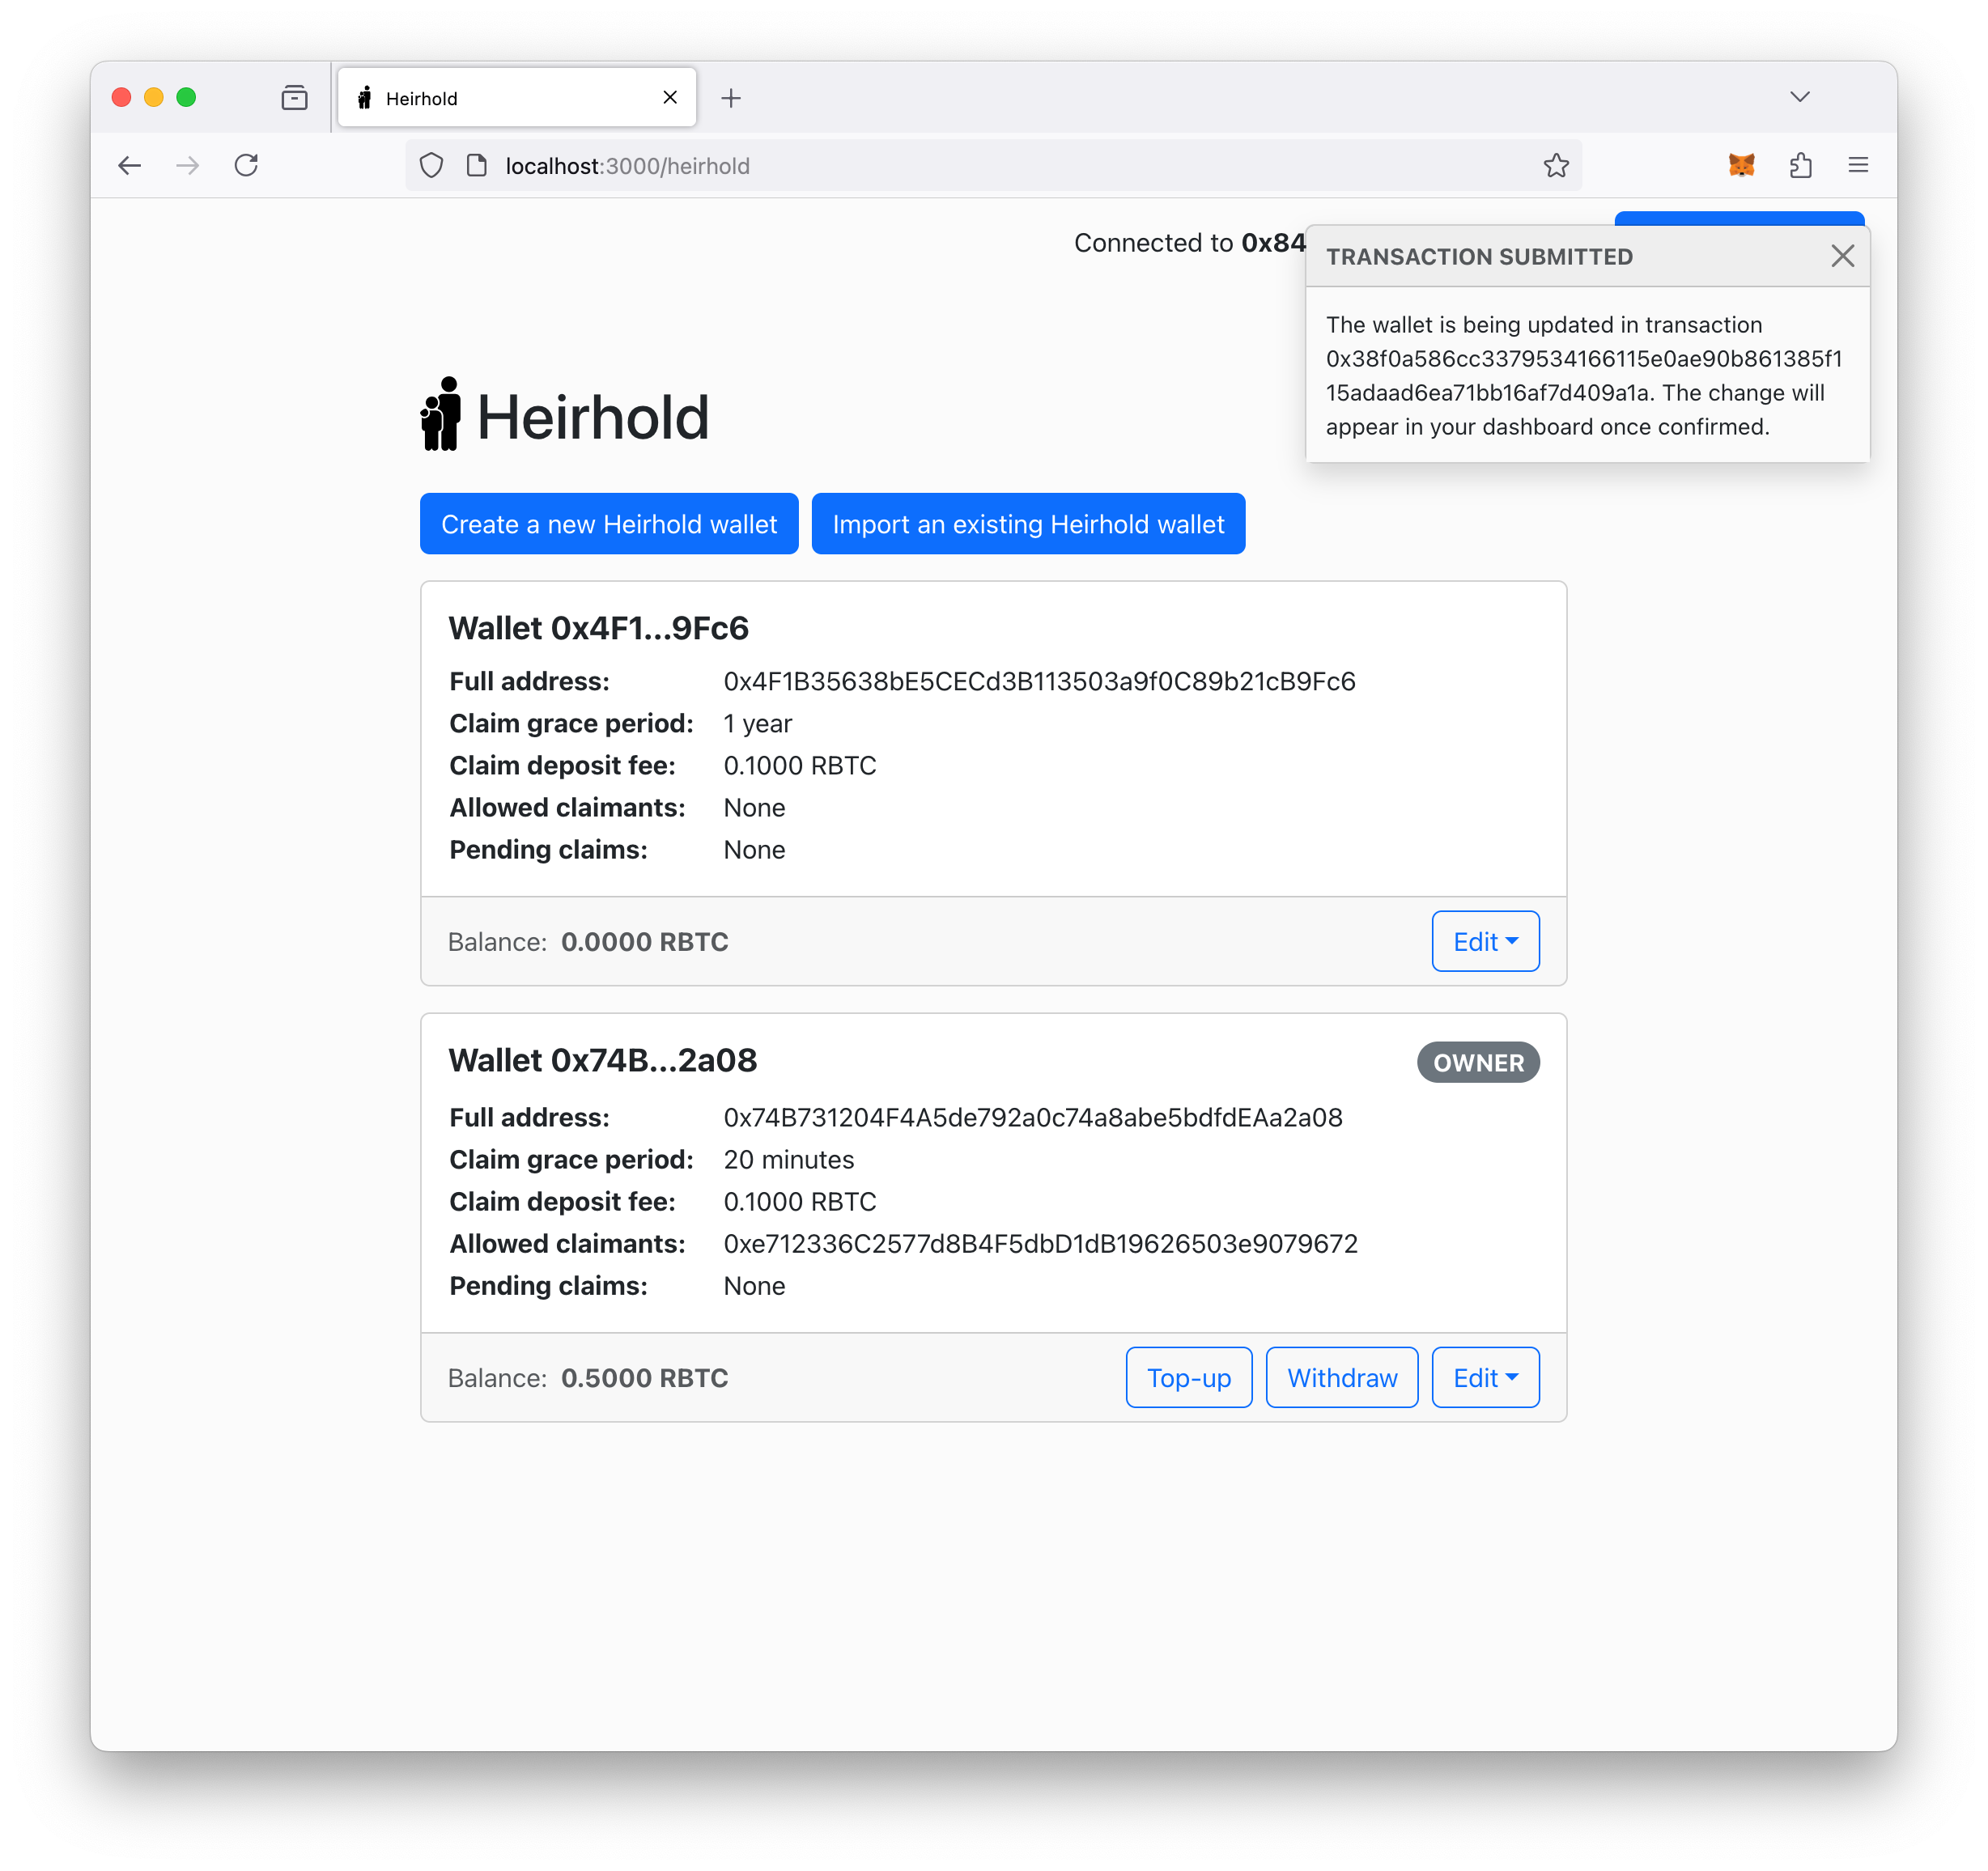 Heirhold
localhost:3000/heirhold
Connected to 0x84
TRANSACTION SUBMITTED
The wallet is being updated in transaction
0x38f0a586cc3379534166115e0ae90b861385f1
15adaad6ea71bb16af7d409a1a. The change will
appear in your dashboard once confirmed.
Heirhold
Create a new Heirhold wallet
Import an existing Heirhold wallet
Wallet 0x4F1...9Fc6
Full address: 0x4F1B35638bE5CECd3B113503a9f0C89b21cB9Fc6
Claim grace period: 1 year
Claim deposit fee: 0.1000 RBTC
Allowed claimants: None
Pending claims: None
Balance: 0.0000 RBTC
Edit
Wallet 0x74B...2a08
OWNER
Full address: 0x74B731204F4A5de792a0c74a8abe5bdfdEAa2a08
Claim grace period: 20 minutes
Claim deposit fee: 0.1000 RBTC
Allowed claimants: 0xe712336C2577d8B4F5dbD1dB19626503e9079672
Pending claims: None
Balance: 0.5000 RBTC
Top-up
Withdraw
Edit